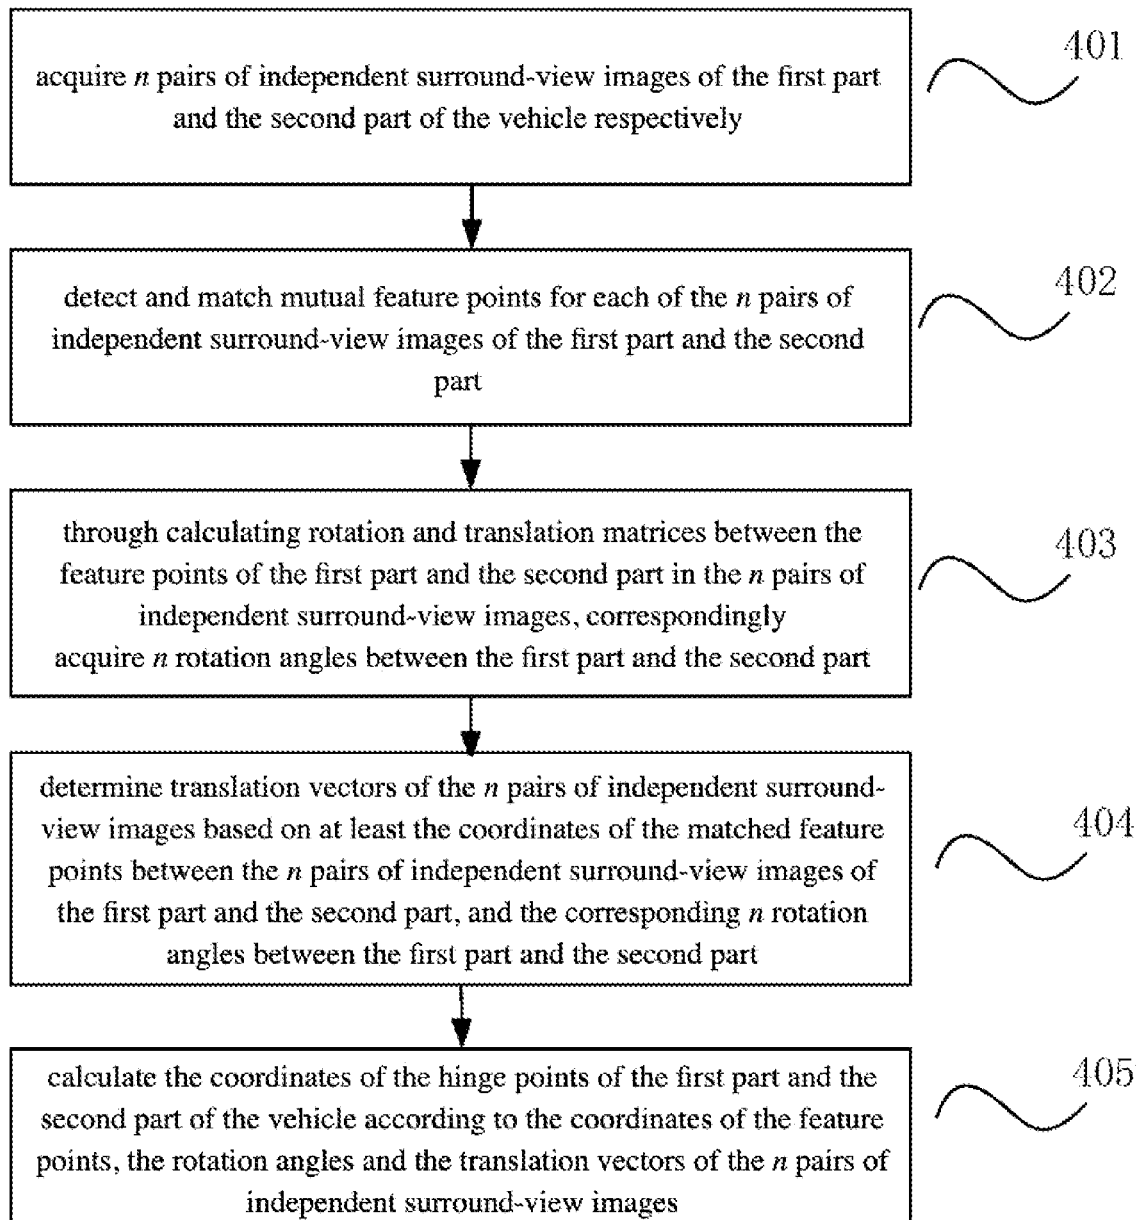 acquire n pairs of independent surround-view images of the first part
and the second part of the vehicle respectively
401
detect and match mutual feature points for each of the n pairs of
independent surround-view images of the first part and the second
part
402
through calculating rotation and translation matrices between the
feature points of the first part and the second part in the n pairs of
independent surround-view images, correspondingly
acquire n rotation angles between the first part and the second part
403
determine translation vectors of the n pairs of independent surround-
view images based on at least the coordinates of the matched feature
points between the n pairs of independent surround-view images of
the first part and the second part, and the corresponding n rotation
angles between the first part and the second part
404
calculate the coordinates of the hinge points of the first part and the
second part of the vehicle according to the coordinates of the feature
points, the rotation angles and the translation vectors of the n pairs of
independent surround-view images
405